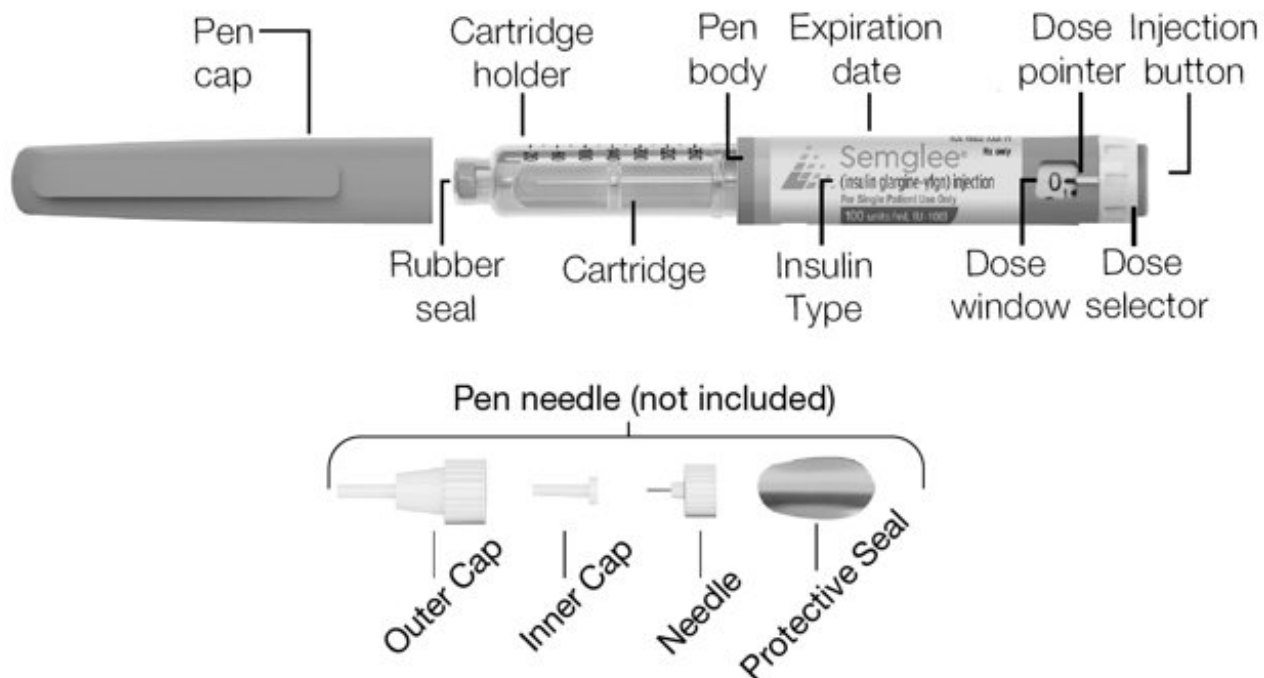 Pen cap
Cartridge holder
Pen body
Expiration date
Dose pointer
Injection button
Semglee®
Rx only
(insulin glargine-yfgn) injection
For Single Patient Use Only
100 units/mL (U-100)
0
Rubber seal
Cartridge
Insulin Type
Dose window
Dose selector
Pen needle (not included)
Outer Cap
Inner Cap
Needle
Protective Seal